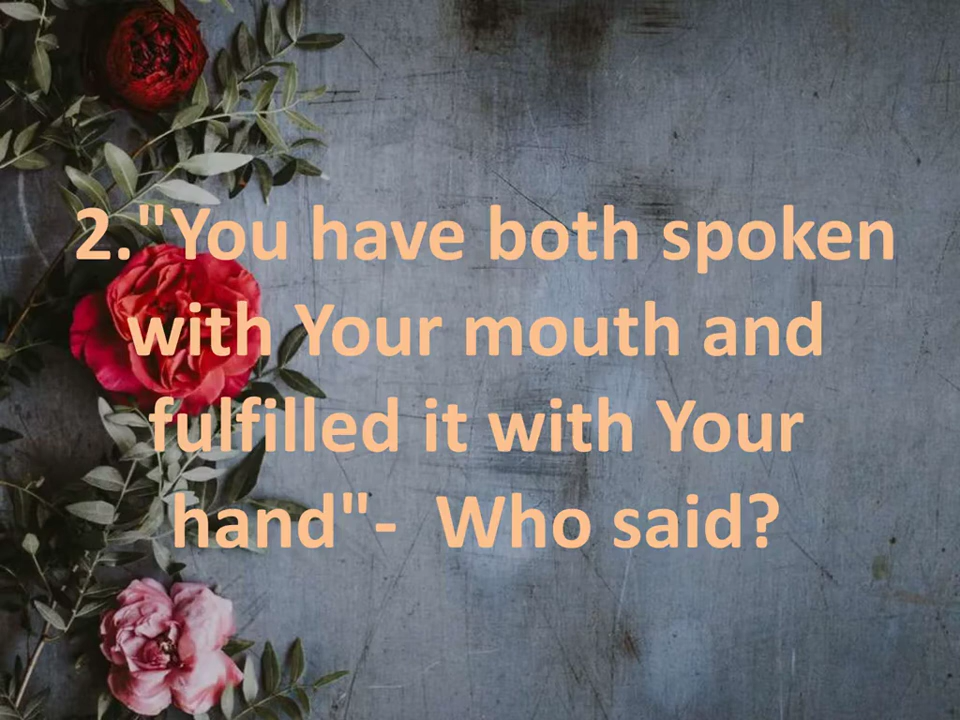 2."You have both spoken
with Your mouth and
fulfilled it with Your
hand"-  Who said?